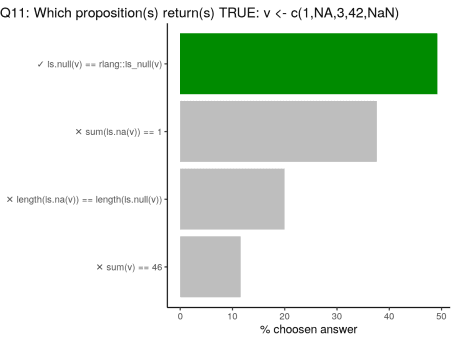 Q11: Which proposition(s) return(s) TRUE: v <- c(1,NA,3,42,NaN)
✓ is.null(v) == rlang::is_null(v)
✕ sum(is.na(v)) == 1
✕ length(is.na(v)) == length(is.null(v))
✕ sum(v) == 46
0 10 20 30 40 50
% choosen answer